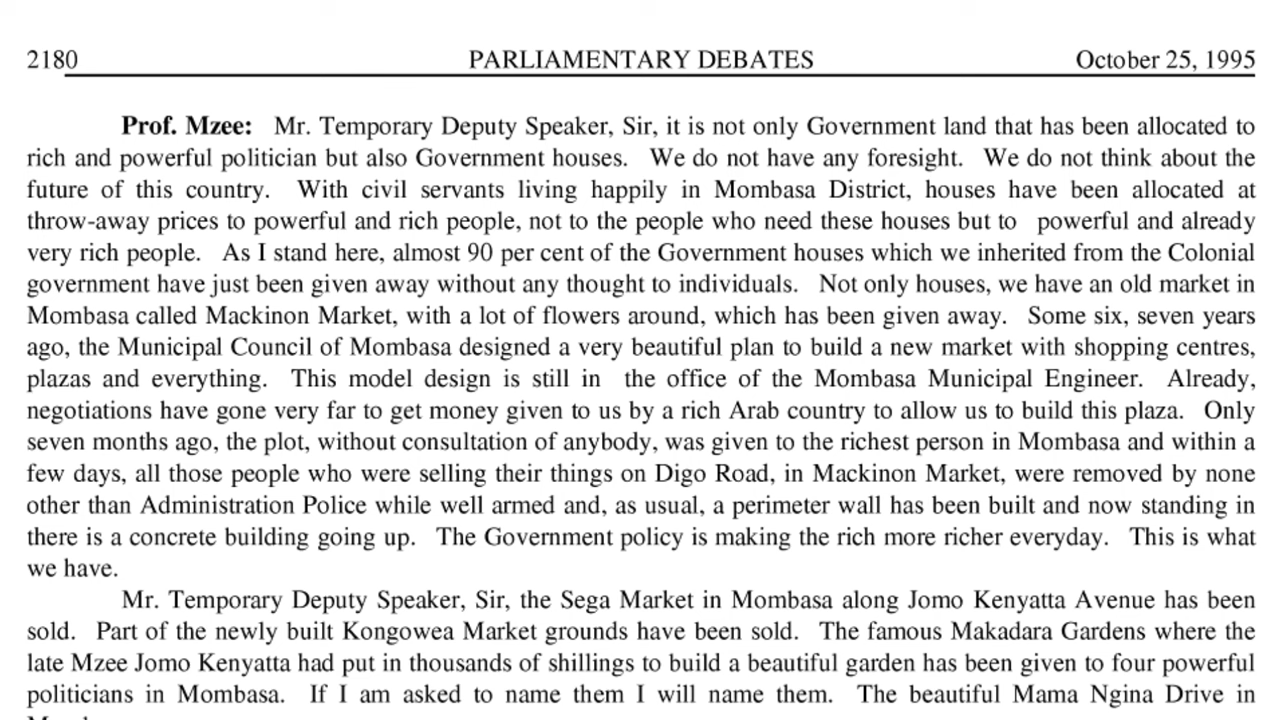 2180 PARLIAMENTARY DEBATES October 25, 1995
Prof. Mzee: Mr. Temporary Deputy Speaker, Sir, it is not only Government land that has been allocated to
rich and powerful politician but also Government houses. We do not have any foresight. We do not think about the
future of this country. With civil servants living happily in Mombasa District, houses have been allocated at
throw-away prices to powerful and rich people, not to the people who need these houses but to powerful and already
very rich people. As I stand here, almost 90 per cent of the Government houses which we inherited from the Colonial
government have just been given away without any thought to individuals. Not only houses, we have an old market in
Mombasa called Mackinon Market, with a lot of flowers around, which has been given away. Some six, seven years
ago, the Municipal Council of Mombasa designed a very beautiful plan to build a new market with shopping centres,
plazas and everything. This model design is still in the office of the Mombasa Municipal Engineer. Already,
negotiations have gone very far to get money given to us by a rich Arab country to allow us to build this plaza. Only
seven months ago, the plot, without consultation of anybody, was given to the richest person in Mombasa and within a
few days, all those people who were selling their things on Digo Road, in Mackinon Market, were removed by none
other than Administration Police while well armed and, as usual, a perimeter wall has been built and now standing in
there is a concrete building going up. The Government policy is making the rich more richer everyday. This is what
we have.
Mr. Temporary Deputy Speaker, Sir, the Sega Market in Mombasa along Jomo Kenyatta Avenue has been
sold. Part of the newly built Kongowea Market grounds have been sold. The famous Makadara Gardens where the
late Mzee Jomo Kenyatta had put in thousands of shillings to build a beautiful garden has been given to four powerful
politicians in Mombasa. If I am asked to name them I will name them. The beautiful Mama Ngina Drive in